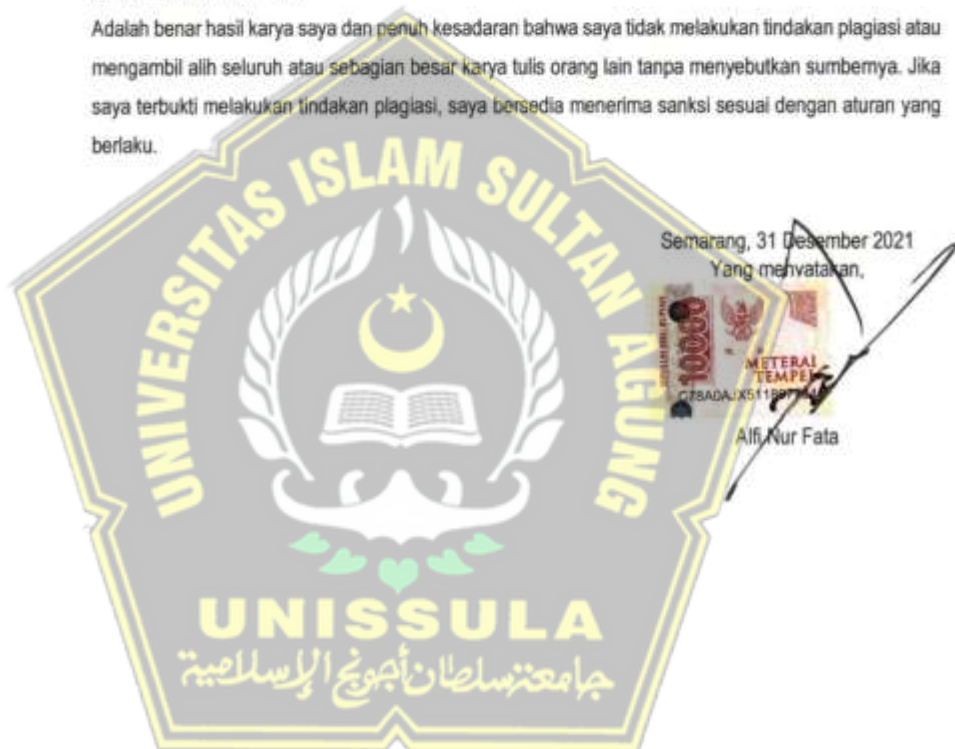 Adalah benar hasil karya saya dan penuh kesadaran bahwa saya tidak melakukan tindakan plagiasi atau
mengambil alih seluruh atau sebagian besar karya tulis orang lain tanpa menyebutkan sumbernya. Jika
saya terbukti melakukan tindakan plagiasi, saya bersedia menerima sanksi sesuai dengan aturan yang
berlaku.
UNIVERSITAS ISLAM SULTAN AGUNG
Semarang, 31 Desember 2021
Yang menyatakan,
10000
METERAI
TEMPEL
Alfi Nur Fata
UNISSULA
جامعة سلطان أجونج الإسلامية